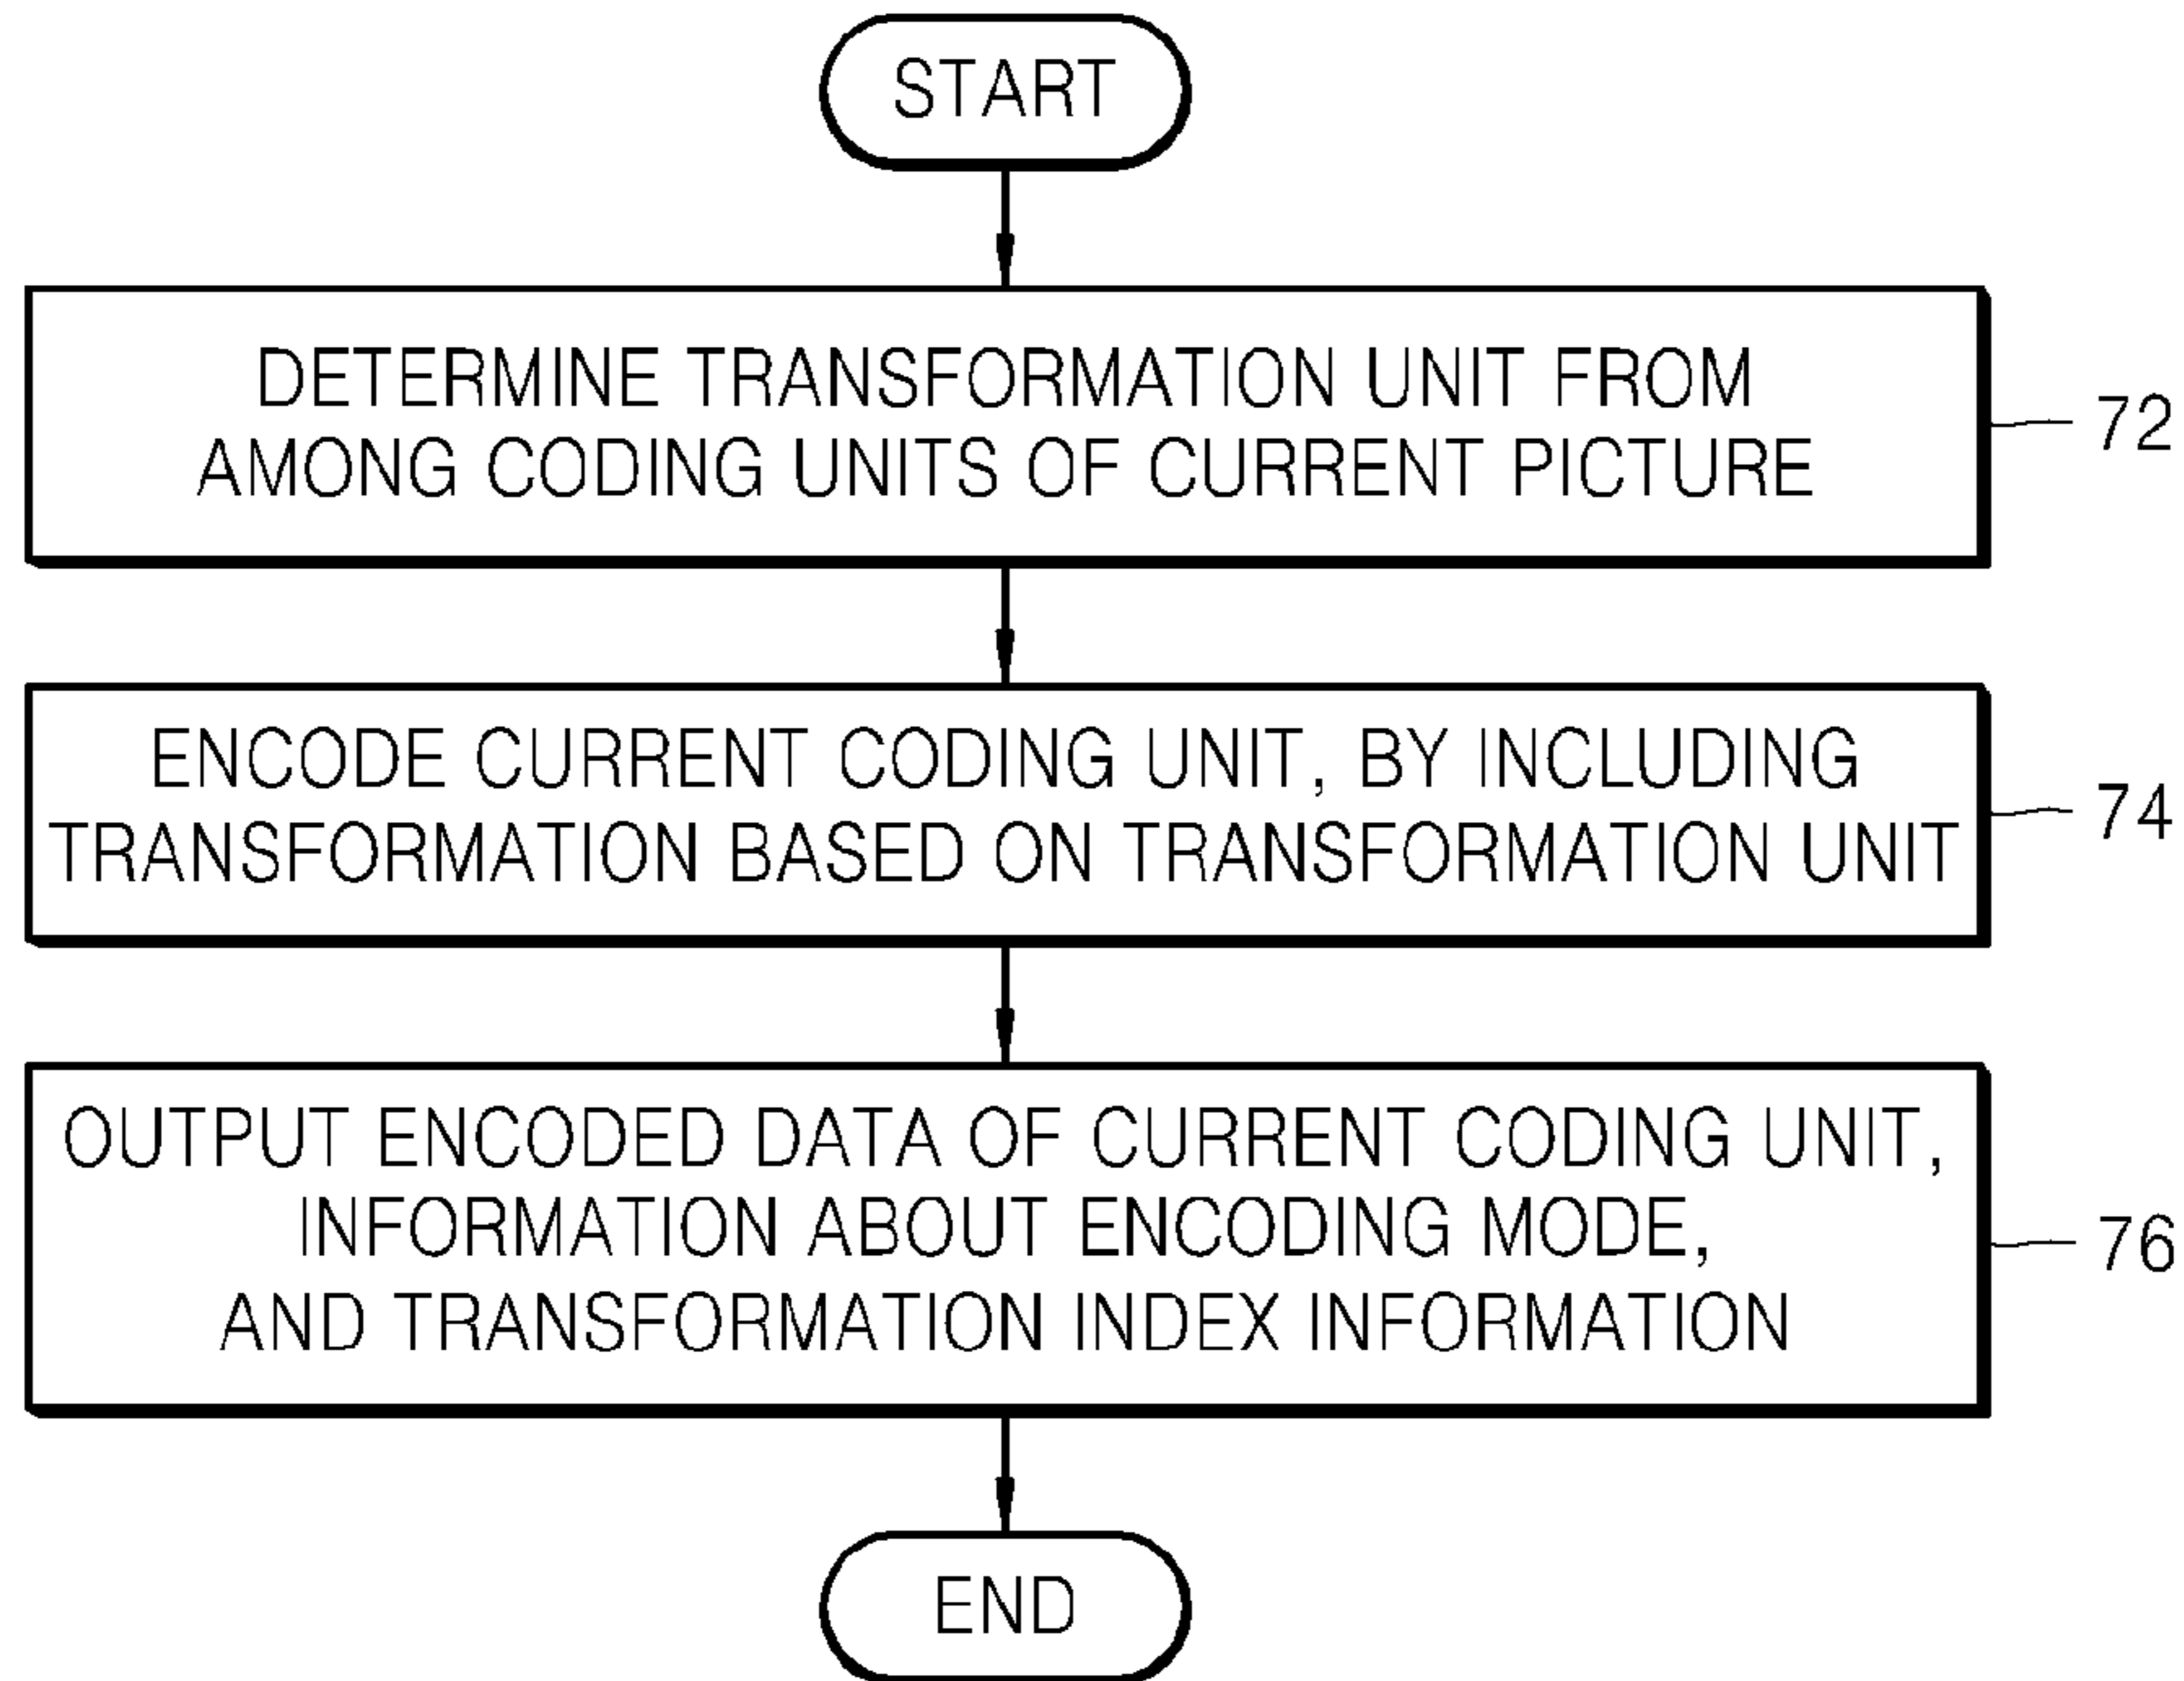 START
DETERMINE TRANSFORMATION UNIT FROM
AMONG CODING UNITS OF CURRENT PICTURE
72
ENCODE CURRENT CODING UNIT, BY INCLUDING
TRANSFORMATION BASED ON TRANSFORMATION UNIT
74
OUTPUT ENCODED DATA OF CURRENT CODING UNIT,
INFORMATION ABOUT ENCODING MODE,
AND TRANSFORMATION INDEX INFORMATION
76
END